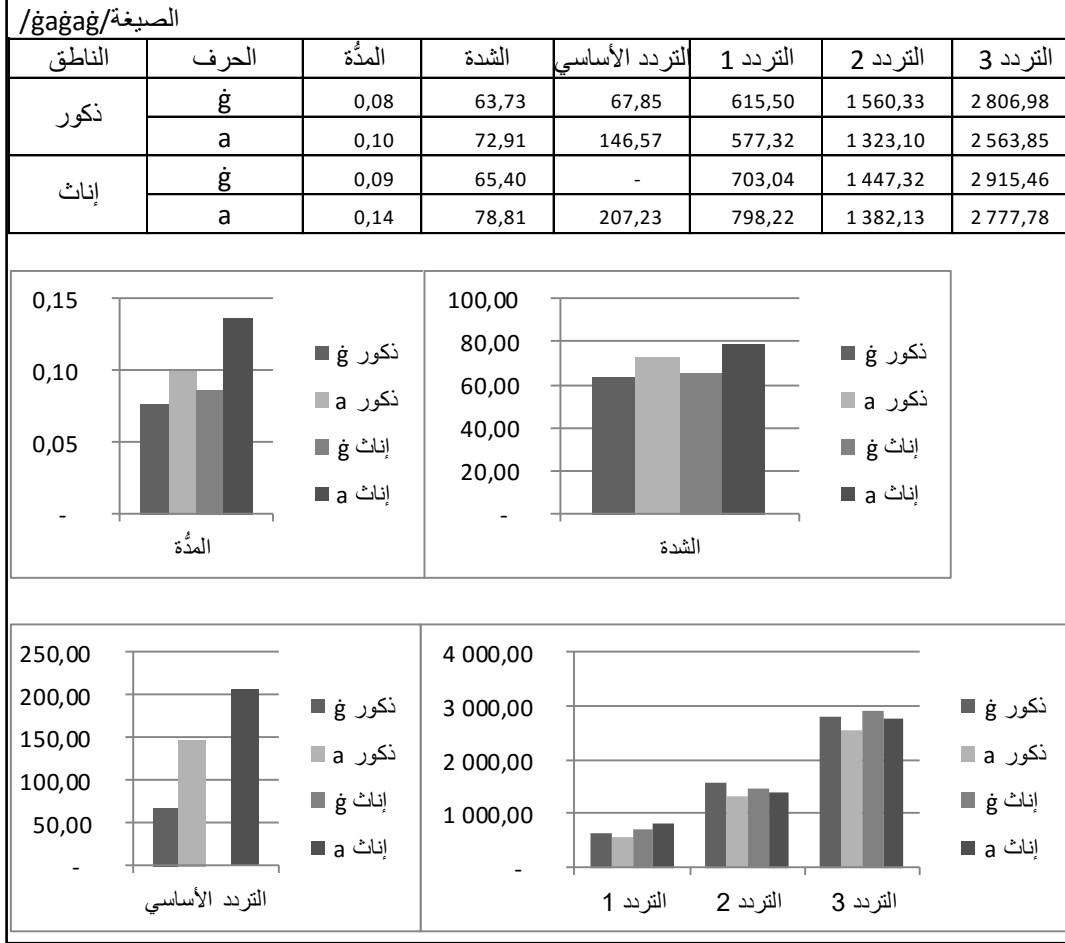 الصيغة/ġaġaġ/
الناطق الحرف المدُّة الشدة التردد الأساسي التردد 1 التردد 2 التردد 3
ذكور ġ 0,08 63,73 67,85 615,50 1 560,33 2 806,98
a 0,10 72,91 146,57 577,32 1 323,10 2 563,85
إناث ġ 0,09 65,40 - 703,04 1 447,32 2 915,46
a 0,14 78,81 207,23 798,22 1 382,13 2 777,78
0,15
0,10
0,05
-
المدُّة
ذكور ġ
ذكور a
إناث ġ
إناث a
100,00
80,00
60,00
40,00
20,00
-
الشدة
ذكور ġ
ذكور a
إناث ġ
إناث a
250,00
200,00
150,00
100,00
50,00
-
التردد الأساسي
ذكور ġ
ذكور a
إناث ġ
إناث a
4 000,00
3 000,00
2 000,00
1 000,00
-
التردد 1 التردد 2 التردد 3
ذكور ġ
ذكور a
إناث ġ
إناث a